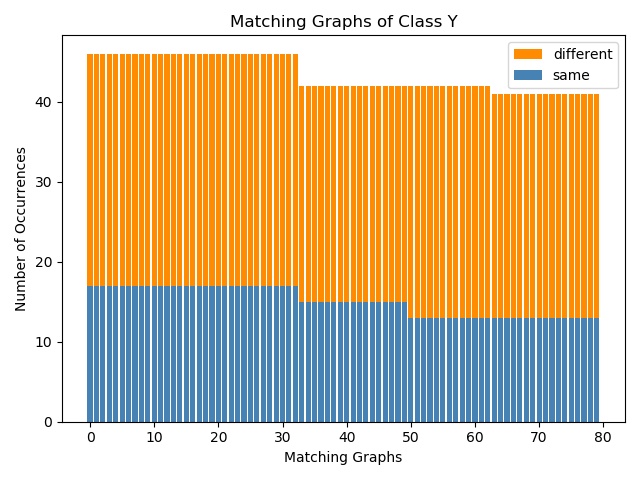 Matching Graphs of Class Y
different
same
Number of Occurrences
40
30
20
10
0
0 10 20 30 40 50 60 70 80
Matching Graphs